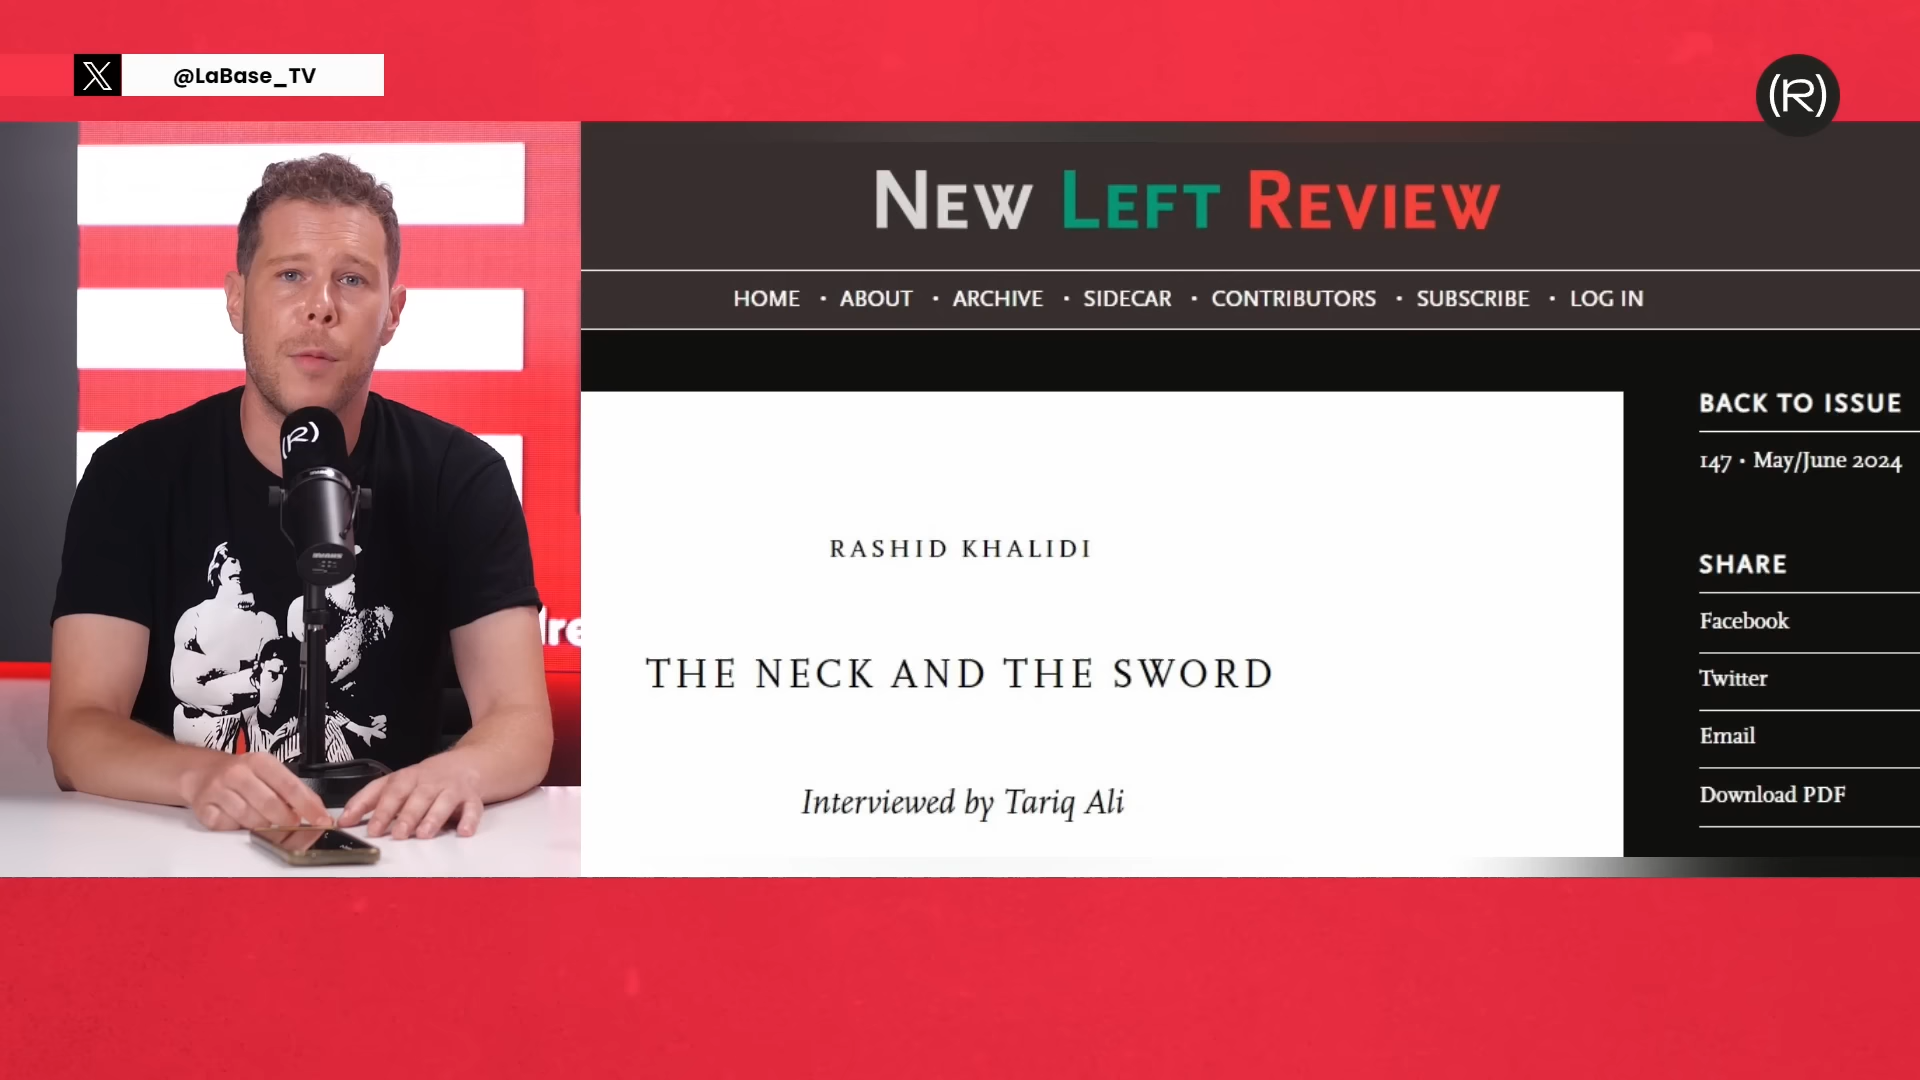 @LaBase_TV
(R)
NEW LEFT REVIEW
HOME · ABOUT · ARCHIVE · SIDECAR · CONTRIBUTORS · SUBSCRIBE · LOG IN
BACK TO ISSUE
147 · May/June 2024
RASHID KHALIDI
THE NECK AND THE SWORD
Interviewed by Tariq Ali
SHARE
Facebook
Twitter
Email
Download PDF
(R)